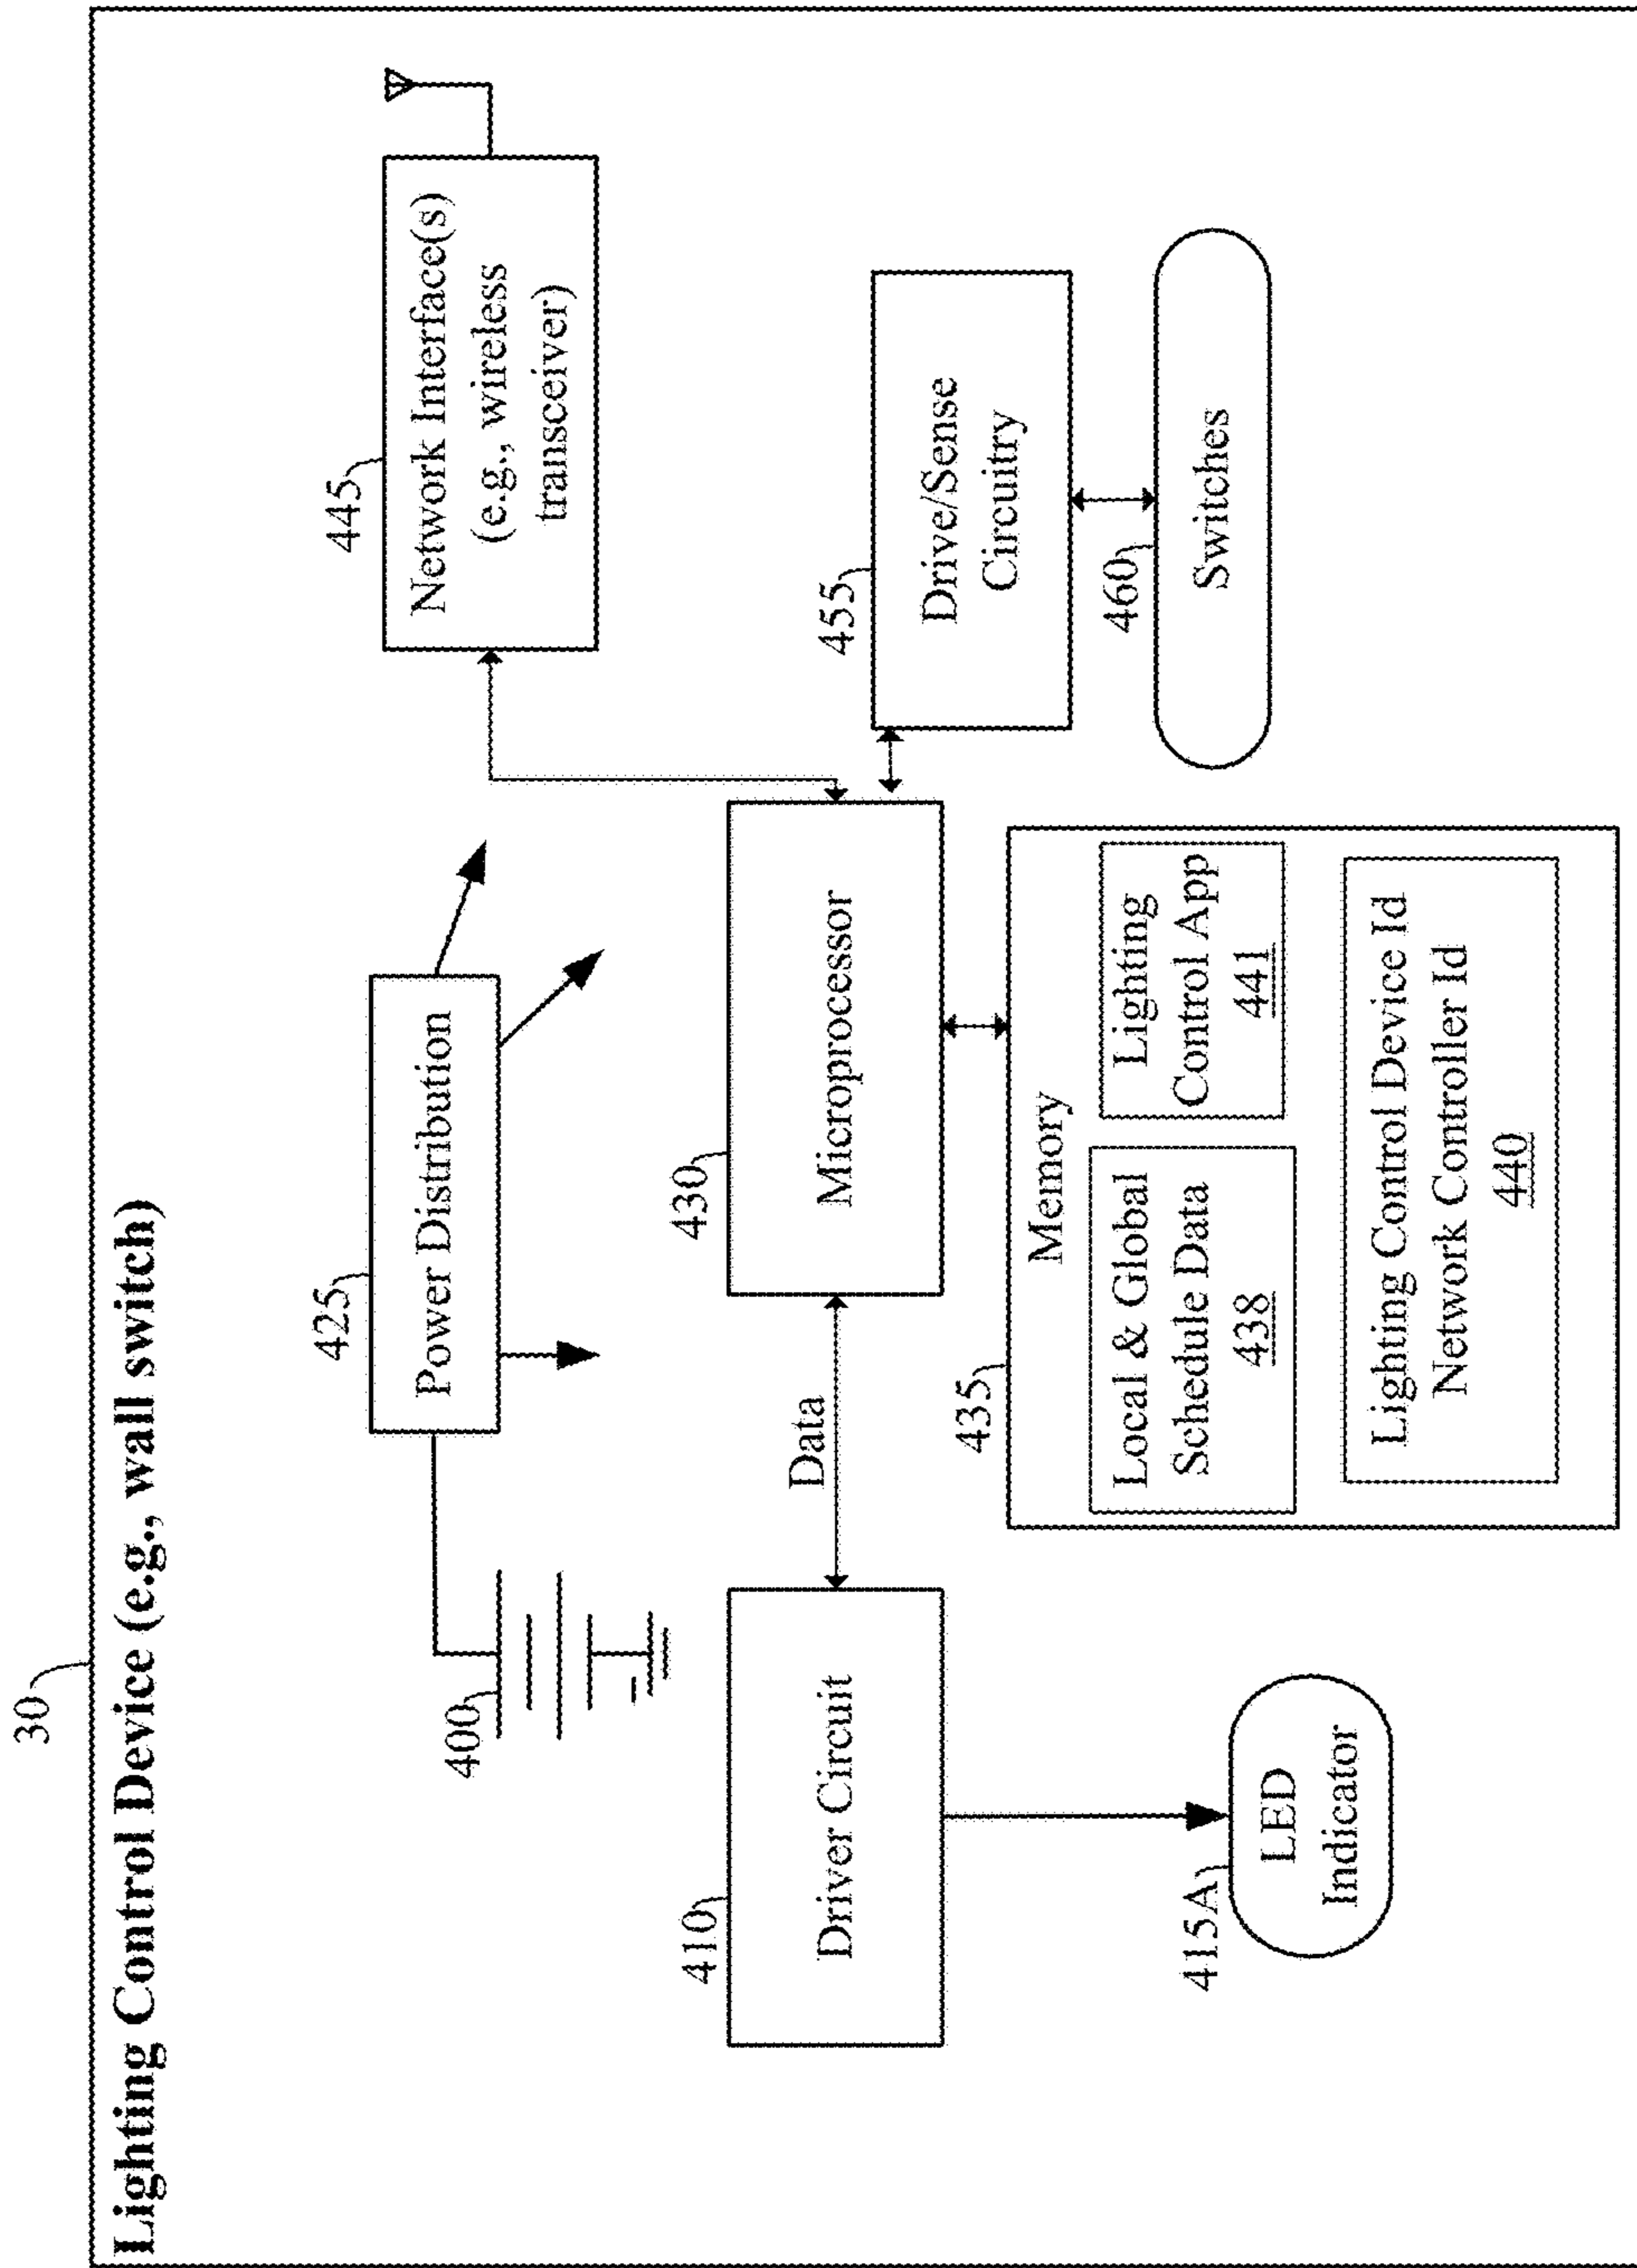 30
Lighting Control Device (e.g., wall switch)
400
425
Power Distribution
445
Network Interface(s)
(e.g., wireless
transceiver)
410
Driver Circuit
Data
430
Microprocessor
455
Drive/Sense
Circuitry
415A
LED
Indicator
435
Memory
Local & Global
Schedule Data
438
Lighting
Control App
441
Lighting Control Device Id
Network Controller Id
440
460
Switches